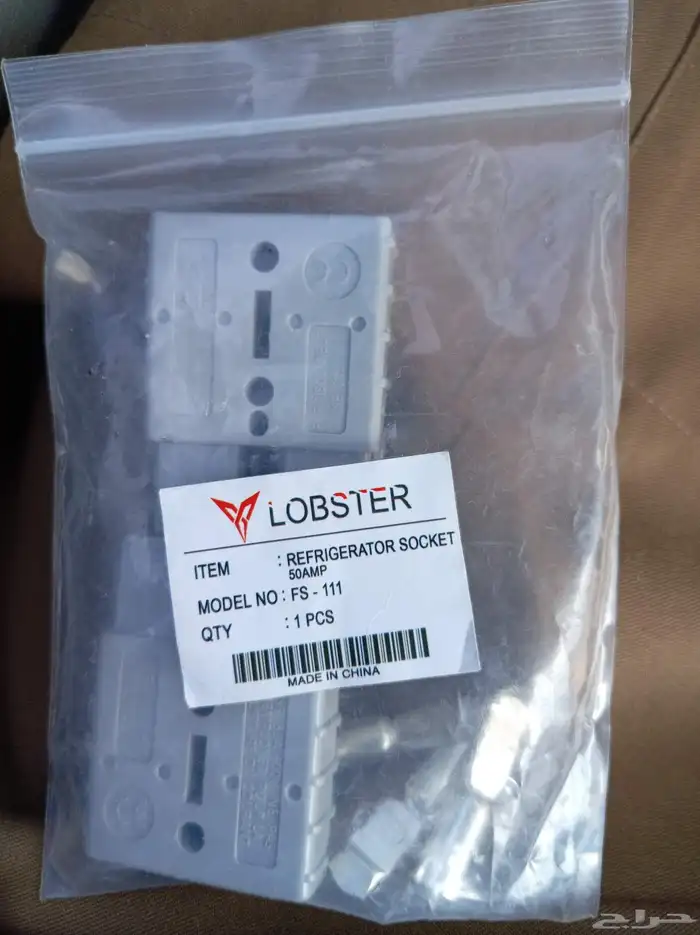 LOBSTER
ITEM : REFRIGERATOR SOCKET
50AMP
MODEL NO : FS - 111
QTY : 1 PCS
MADE IN CHINA
حراج